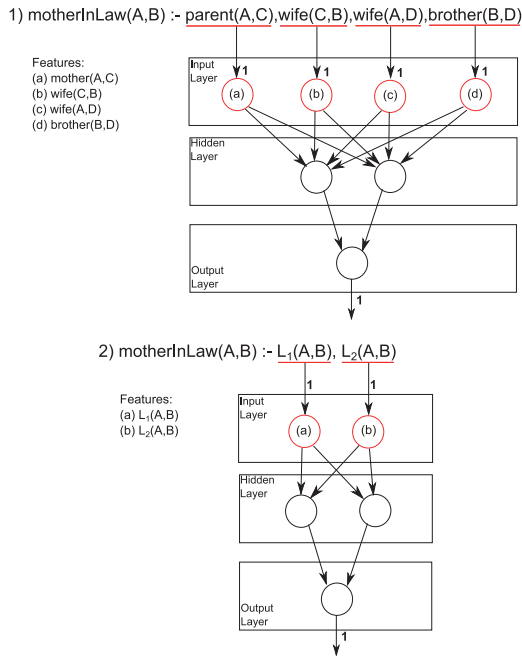 1) motherInLaw(A,B) :- parent(A,C),wife(C,B),wife(A,D),brother(B,D)
Features:
(a) mother(A,C)
(b) wife(C,B)
(c) wife(A,D)
(d) brother(B,D)
Input
Layer
1 1 1 1
(a) (b) (c) (d)
Hidden
Layer
Output
Layer
1
2) motherInLaw(A,B) :- L₁(A,B), L₂(A,B)
Features:
(a) L₁(A,B)
(b) L₂(A,B)
1 1
Input
Layer
(a) (b)
Hidden
Layer
Output
Layer
1